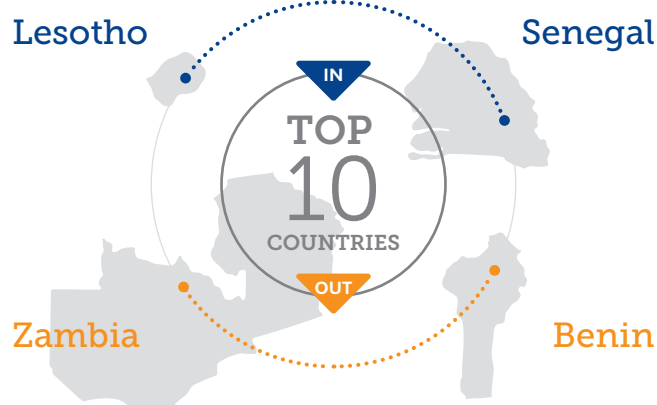 Lesotho
Senegal
IN
TOP
10
COUNTRIES
OUT
Zambia
Benin